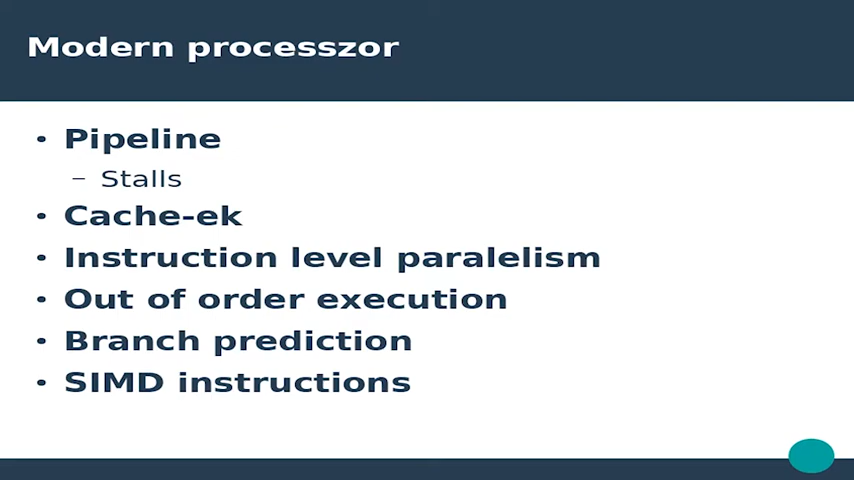 Modern processzor
• Pipeline
– Stalls
• Cache-ek
• Instruction level paralelism
• Out of order execution
• Branch prediction
• SIMD instructions